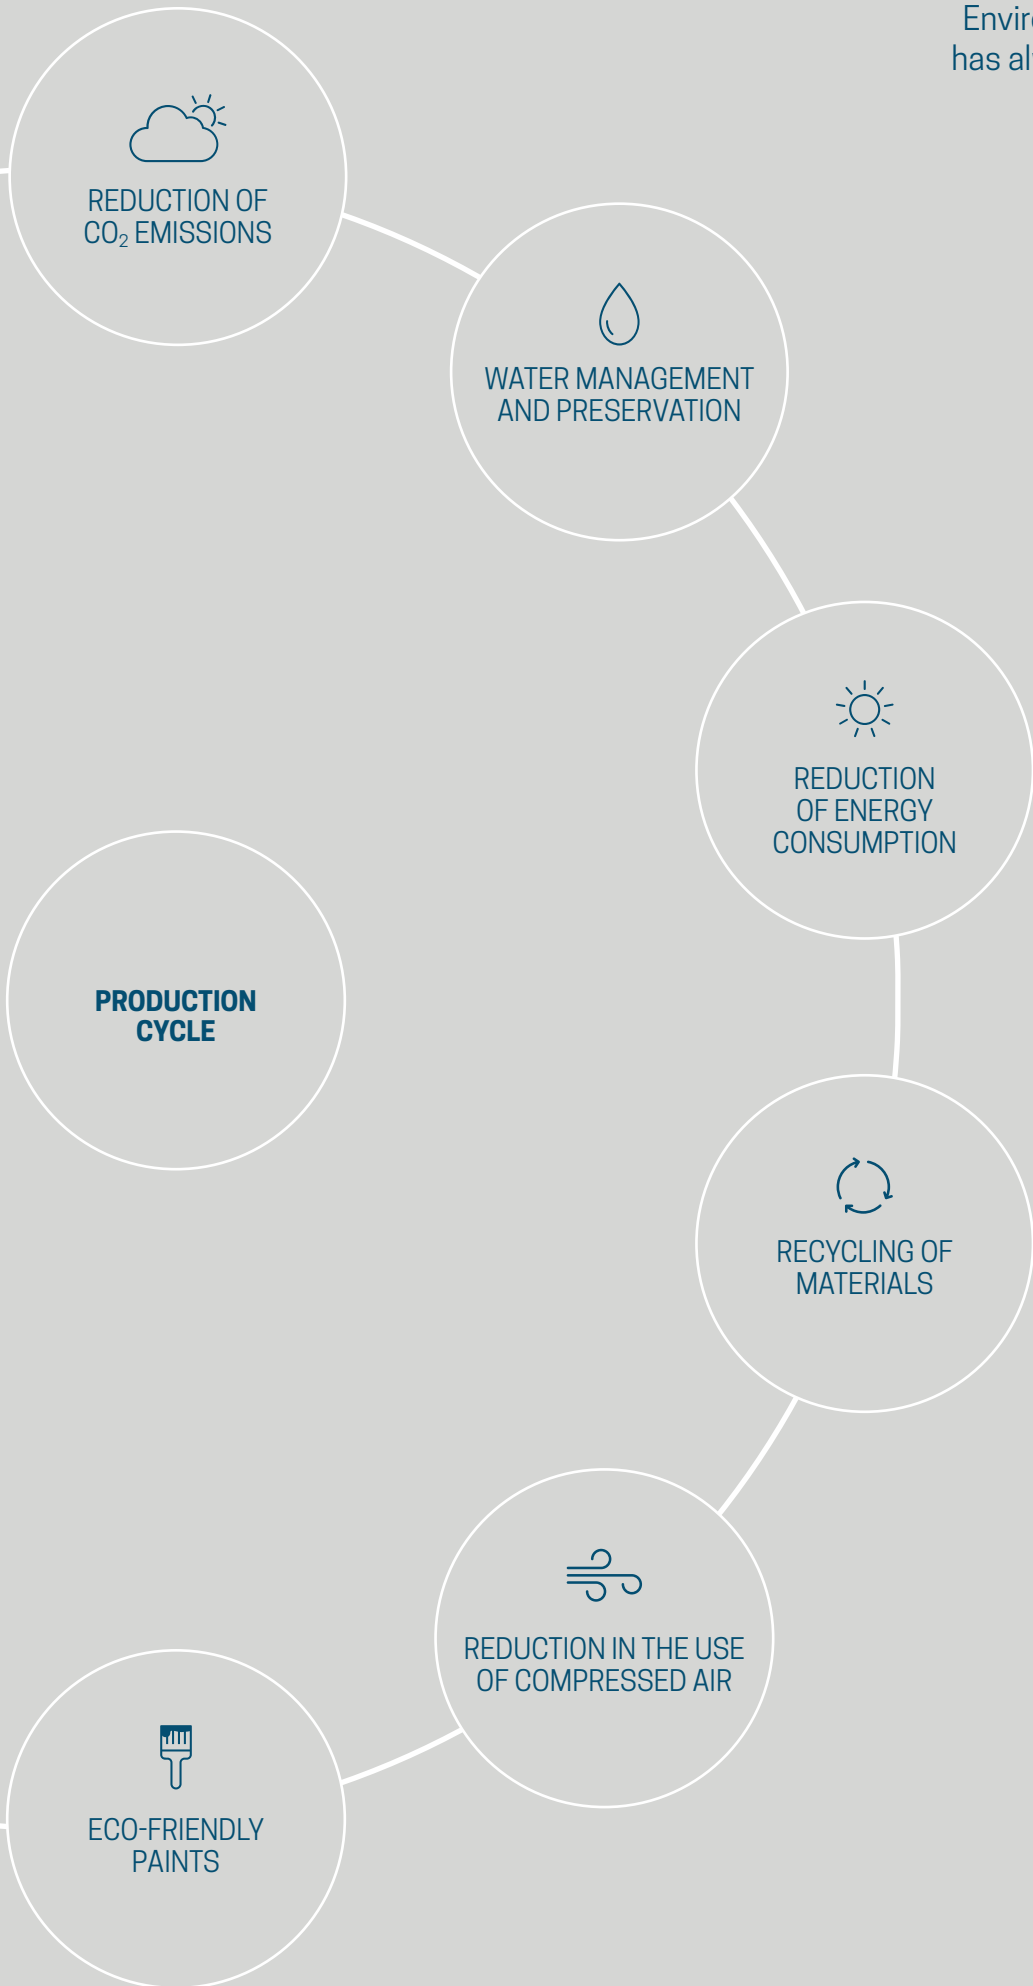 has
REDUCTION OF
CO₂ EMISSIONS
WATER MANAGEMENT
AND PRESERVATION
REDUCTION
OF ENERGY
CONSUMPTION
PRODUCTION
CYCLE
RECYCLING OF
MATERIALS
REDUCTION IN THE USE
OF COMPRESSED AIR
ECO-FRIENDLY
PAINTS